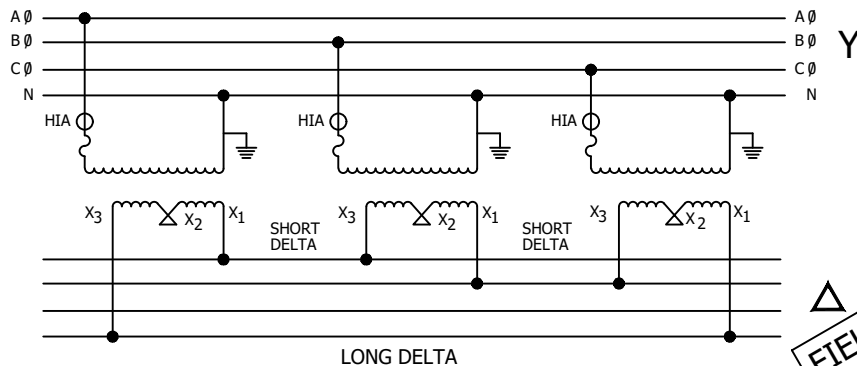 AØ AØ
BØ BØ Y
CØ CØ
N N
HIA HIA HIA
X3 X2 X1 SHORT DELTA X3 X2 X1 SHORT DELTA X3 X2 X1
Δ
LONG DELTA